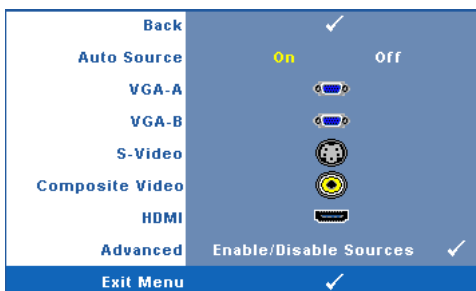 Back
Auto Source On Off
VGA-A
VGA-B
S-Video
Composite Video
HDMI
Advanced Enable/Disable Sources
Exit Menu